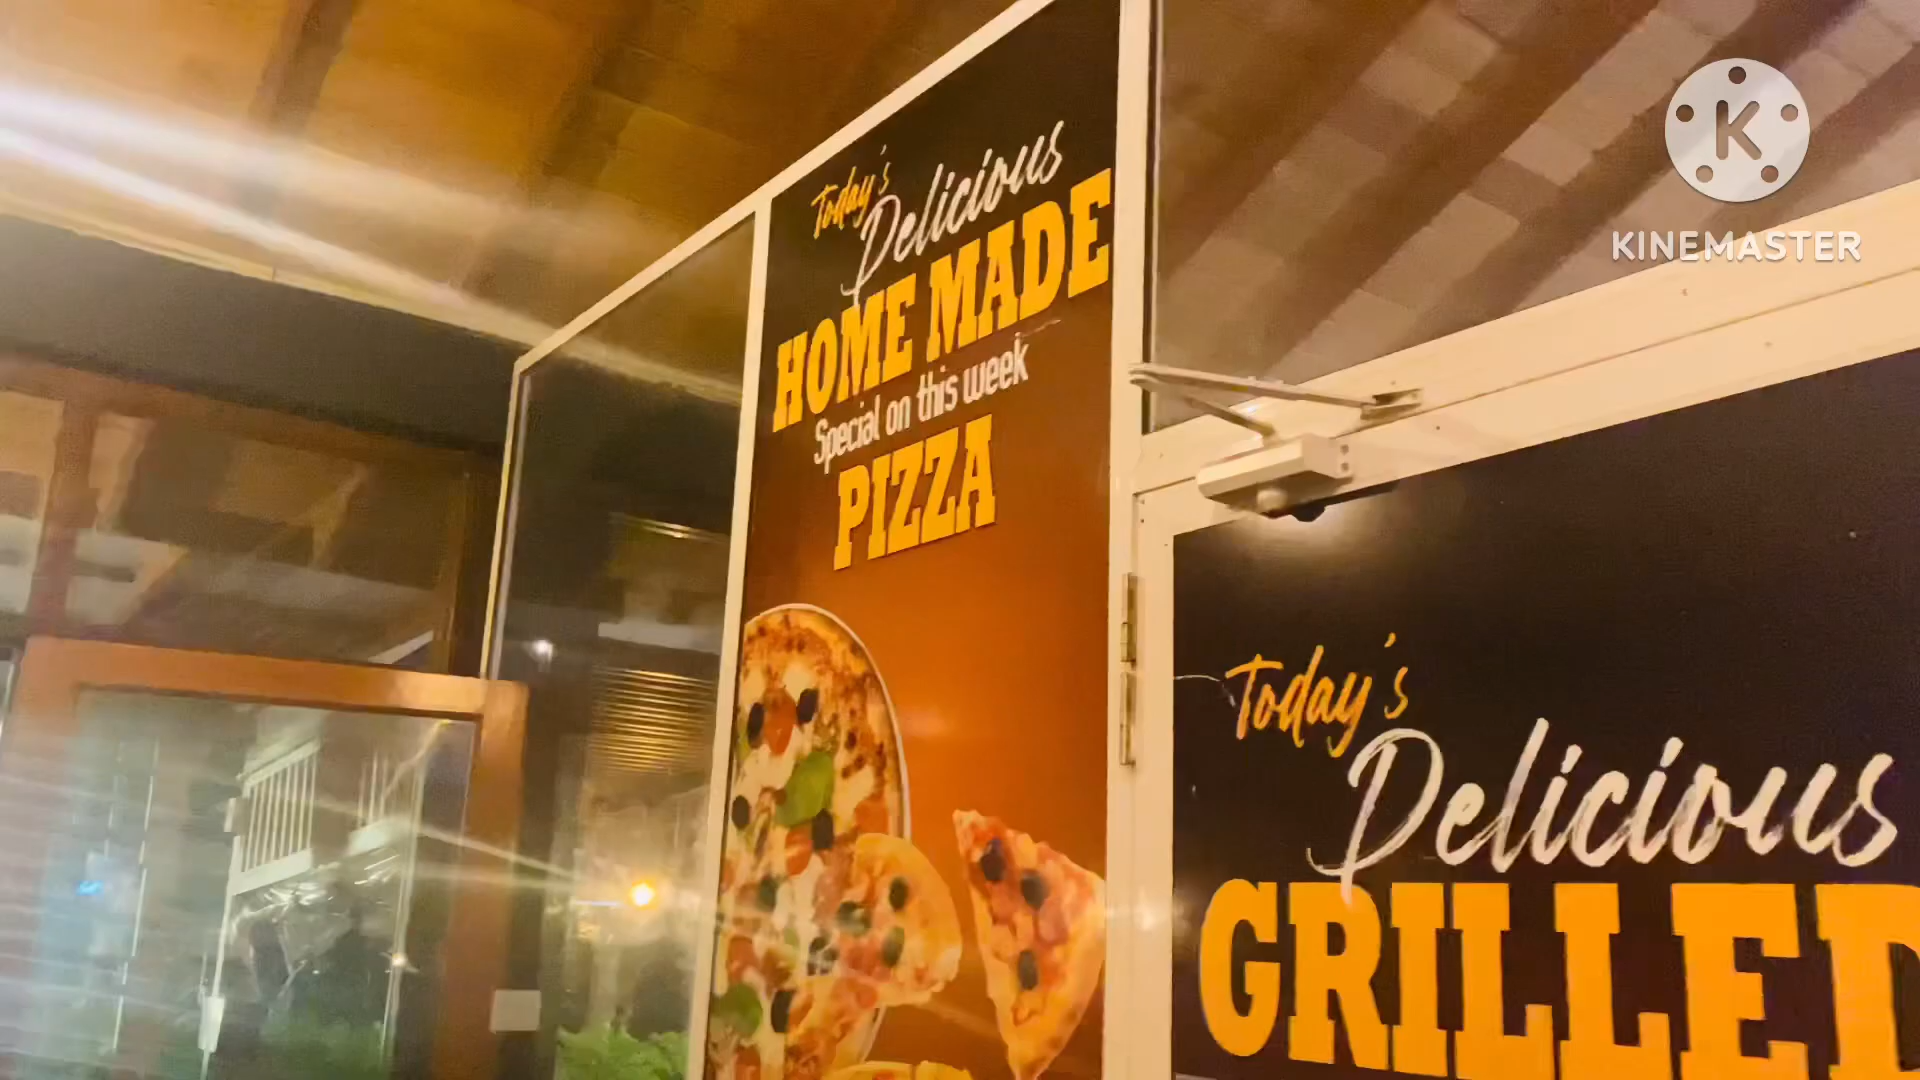 Today's
Delicious
HOME MADE
Special on this week
PIZZA
Today's
Delicious
GRILLED
K
KINEMASTER